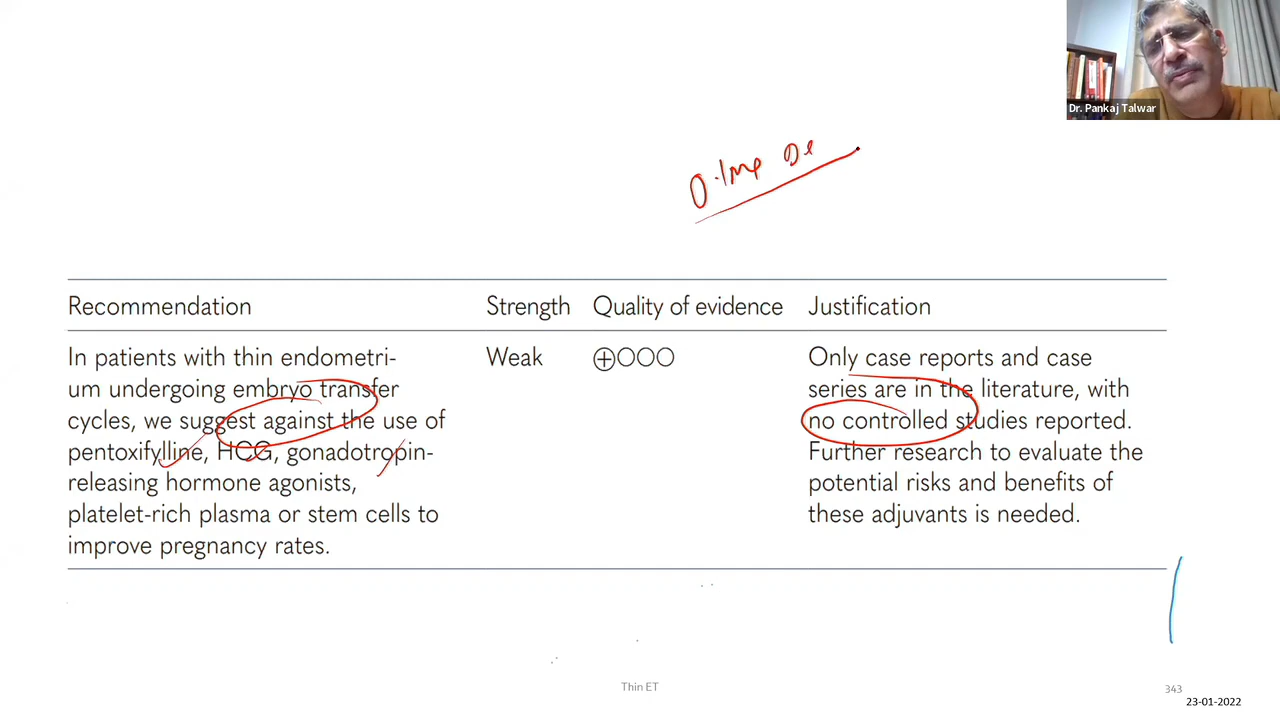 Dr. Pankaj Talwar
Recommendation Strength Quality of evidence Justification
In patients with thin endometri-
um undergoing embryo transfer
cycles, we suggest against the use of
pentoxifylline, HCG, gonadotropin-
releasing hormone agonists,
platelet-rich plasma or stem cells to
improve pregnancy rates.
Weak
⊕○○○
Only case reports and case
series are in the literature, with
no controlled studies reported.
Further research to evaluate the
potential risks and benefits of
these adjuvants is needed.
Thin ET
343
23-01-2022